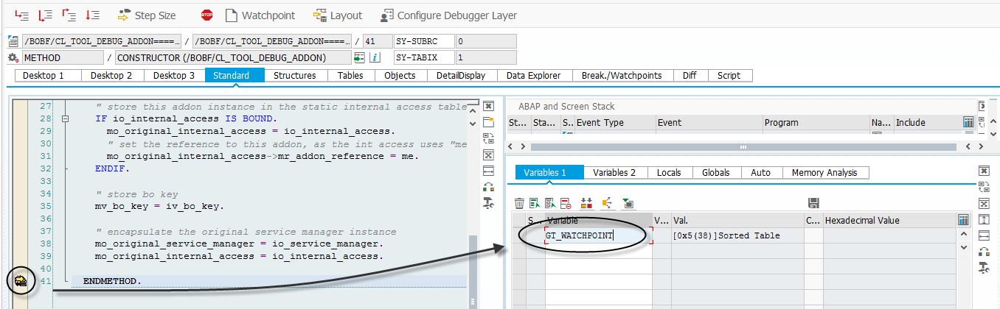 Step Size STOP Watchpoint Layout Configure Debugger Layer
/BOBF/CL_TOOL_DEBUG_ADDON====... / /BOBF/CL_TOOL_DEBUG_ADDON====... / 41 SY-SUBRC 0
METHOD / CONSTRUCTOR (/BOBF/CL_TOOL_DEBUG_ADDON) SY-TABIX 1
Desktop 1 Desktop 2 Desktop 3 Standard Structures Tables Objects DetailDisplay Data Explorer Break./Watchpoints Diff Script
27 " store this addon instance in the static internal access table
28 IF io_internal_access IS BOUND.
29 mo_original_internal_access = io_internal_access.
30 " set the reference to this addon, as the int access uses "me
31 mo_original_internal_access->mr_addon_reference = me.
32 ENDIF.
33
34 " store bo key
35 mv_bo_key = iv_bo_key.
36
37 " encapsulate the original service manager instance
38 mo_original_service_manager = io_service_manager.
39 mo_original_internal_access = io_internal_access.
40
41 ENDMETHOD.
ABAP and Screen Stack
St... Sta... S.. Event Type Event Program Na... Include
Variables 1 Variables 2 Locals Globals Auto Memory Analysis
S... Variable V... Val. C... Hexadecimal Value
GT_WATCHPOINT [0x5(38)]Sorted Table